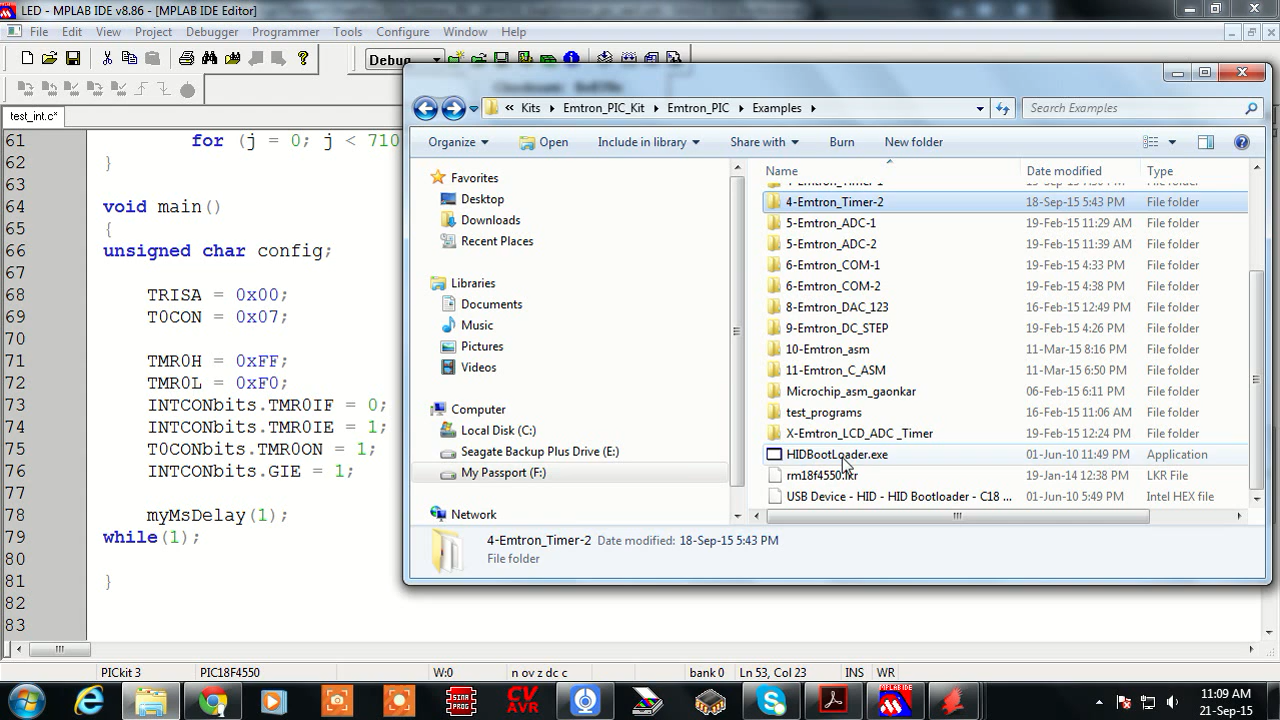 LED - MPLAB IDE v8.86 - [MPLAB IDE Editor]
File Edit View Project Debugger Programmer Tools Configure Window Help
Debug
test_int.c*
61 for (j = 0; j < 710
62 }
63
64 void main()
65 {
66 unsigned char config;
67
68 TRISA = 0x00;
69 T0CON = 0x07;
70
71 TMR0H = 0xFF;
72 TMR0L = 0xF0;
73 INTCONbits.TMR0IF = 0;
74 INTCONbits.TMR0IE = 1;
75 T0CONbits.TMR0ON = 1;
76 INTCONbits.GIE = 1;
77
78 myMsDelay(1);
79 while(1);
80
81 }
82
83
« Kits Emtron_PIC_Kit Emtron_PIC Examples
Search Examples
Organize Open Include in library Share with Burn New folder
Favorites
Desktop
Downloads
Recent Places
Libraries
Documents
Music
Pictures
Videos
Computer
Local Disk (C:)
Seagate Backup Plus Drive (E:)
My Passport (F:)
Network
Name Date modified Type
4-Emtron_Timer-2 18-Sep-15 5:43 PM File folder
5-Emtron_ADC-1 19-Feb-15 11:29 AM File folder
5-Emtron_ADC-2 19-Feb-15 11:39 AM File folder
6-Emtron_COM-1 19-Feb-15 4:33 PM File folder
6-Emtron_COM-2 19-Feb-15 4:38 PM File folder
8-Emtron_DAC_123 16-Feb-15 12:49 PM File folder
9-Emtron_DC_STEP 19-Feb-15 4:26 PM File folder
10-Emtron_asm 11-Mar-15 8:16 PM File folder
11-Emtron_C_ASM 11-Mar-15 6:50 PM File folder
Microchip_asm_gaonkar 06-Feb-15 6:11 PM File folder
test_programs 16-Feb-15 11:06 AM File folder
X-Emtron_LCD_ADC _Timer 19-Feb-15 12:24 PM File folder
HIDBootLoader.exe 01-Jun-10 11:49 PM Application
rm18f4550.lkr 19-Jan-14 12:38 PM LKR File
USB Device - HID - HID Bootloader - C18 ... 01-Jun-10 5:49 PM Intel HEX file
4-Emtron_Timer-2 Date modified: 18-Sep-15 5:43 PM
File folder
PICkit 3 PIC18F4550 W:0 n ov z dc c bank 0 Ln 53, Col 23 INS WR
SINA PROG
CV AVR
MPLAB IDE
11:09 AM
21-Sep-15